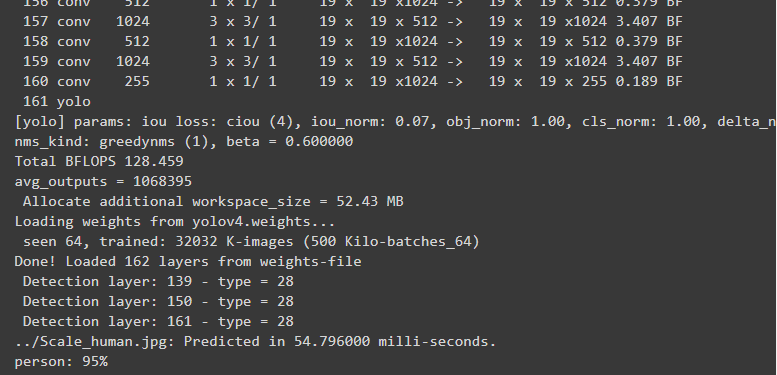 156 conv 512 1 x 1/ 1 19 x 19 x1024 -> 19 x 19 x 512 0.379 BF
157 conv 1024 3 x 3/ 1 19 x 19 x 512 -> 19 x 19 x1024 3.407 BF
158 conv 512 1 x 1/ 1 19 x 19 x1024 -> 19 x 19 x 512 0.379 BF
159 conv 1024 3 x 3/ 1 19 x 19 x 512 -> 19 x 19 x1024 3.407 BF
160 conv 255 1 x 1/ 1 19 x 19 x1024 -> 19 x 19 x 255 0.189 BF
161 yolo
[yolo] params: iou loss: ciou (4), iou_norm: 0.07, obj_norm: 1.00, cls_norm: 1.00, delta_n
nms_kind: greedynms (1), beta = 0.600000
Total BFLOPS 128.459
avg_outputs = 1068395
Allocate additional workspace_size = 52.43 MB
Loading weights from yolov4.weights...
seen 64, trained: 32032 K-images (500 Kilo-batches_64)
Done! Loaded 162 layers from weights-file
Detection layer: 139 - type = 28
Detection layer: 150 - type = 28
Detection layer: 161 - type = 28
../Scale_human.jpg: Predicted in 54.796000 milli-seconds.
person: 95%